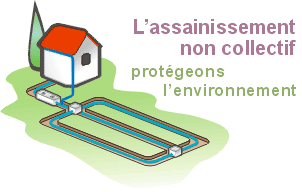 L'assainissement
non collectif
protégeons
l'environnement